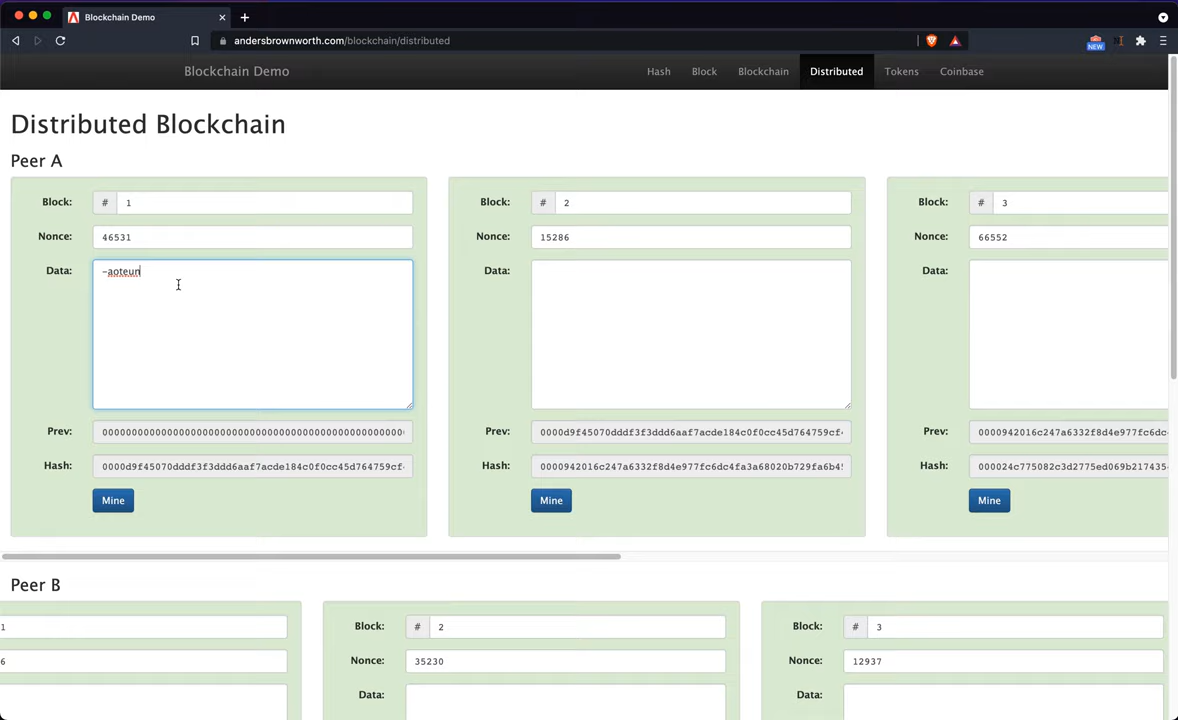 Blockchain Demo
andersbrownworth.com/blockchain/distributed
NEW
Blockchain Demo Hash Block Blockchain Distributed Tokens Coinbase
Distributed Blockchain
Peer A
Block: # 1 Block: # 2 Block: # 3
Nonce: 46531 Nonce: 15286 Nonce: 66552
Data: -aoteun Data: Data:
Prev: 00000000000000000000000000000000000000000000000000 Prev: 0000d9f45070dddf3f3ddd6aaf7acde184c0f0cc45d764759cf Prev: 0000942016c247a6332f8d4e977fc6dc
Hash: 0000d9f45070dddf3f3ddd6aaf7acde184c0f0cc45d764759cf Hash: 0000942016c247a6332f8d4e977fc6dc4fa3a68020b729fa6b4 Hash: 000024c775082c3d2775ed069b217435
Mine Mine Mine
Peer B
1 Block: # 2 Block: # 3
6 Nonce: 35230 Nonce: 12937
Data: Data: